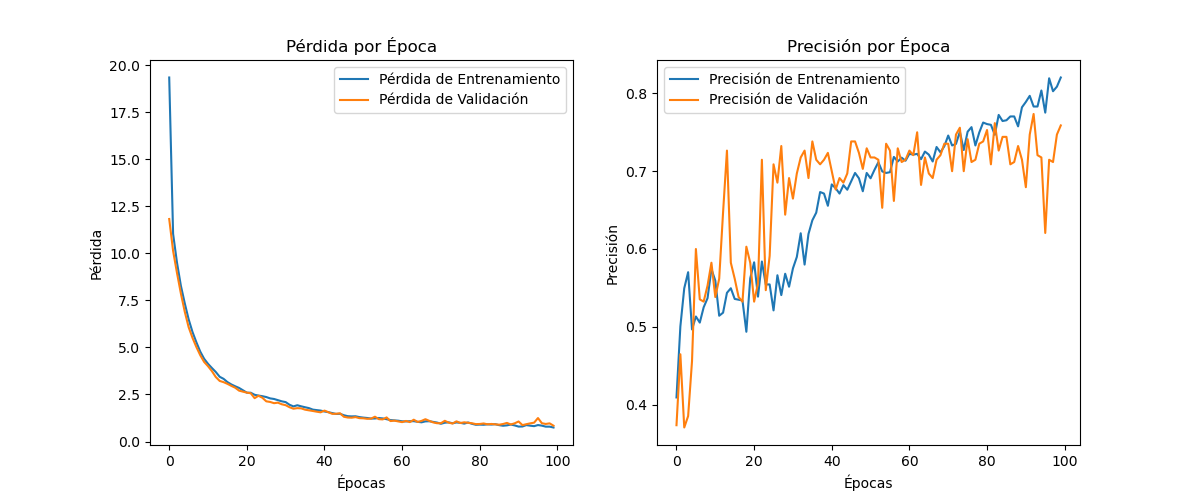 Pérdida por Época
Pérdida de Entrenamiento
Pérdida de Validación
Pérdida
20.0
17.5
15.0
12.5
10.0
7.5
5.0
2.5
0.0
0 20 40 60 80 100
Épocas
Precisión por Época
Precisión de Entrenamiento
Precisión de Validación
Precisión
0.8
0.7
0.6
0.5
0.4
0 20 40 60 80 100
Épocas